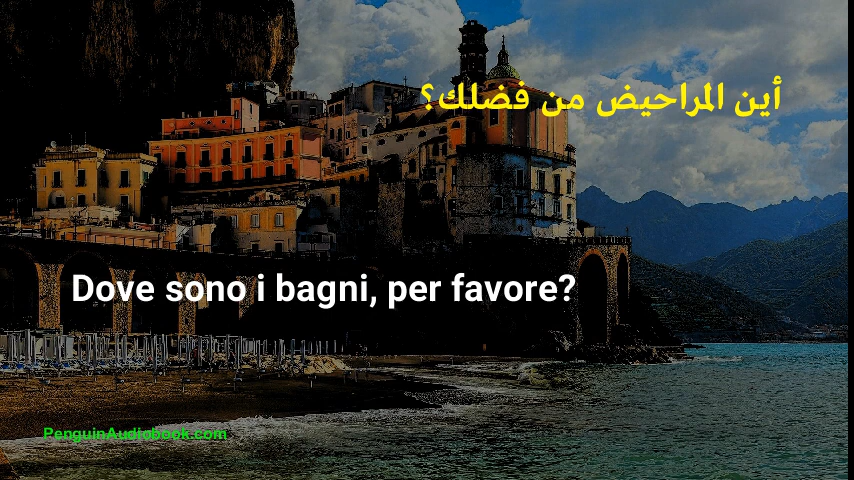 أين المراحيض من فضلك؟
Dove sono i bagni, per favore?
PenguinAudiobook.com